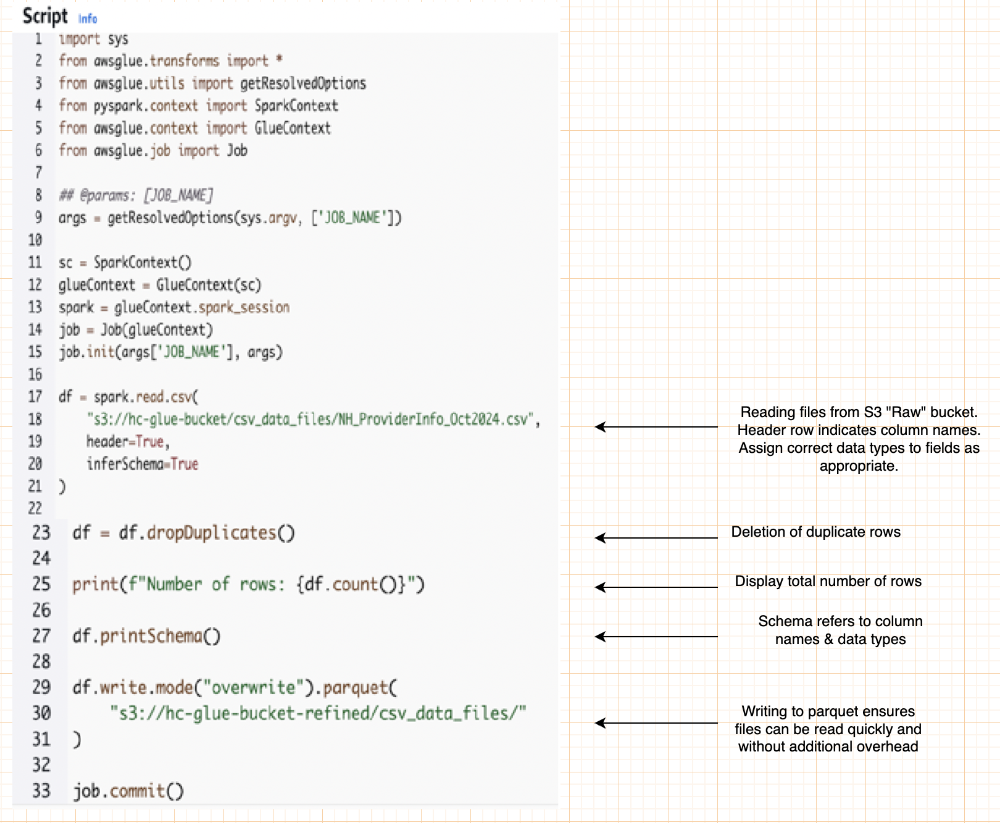 Script Info
1 import sys
2 from awsglue.transforms import *
3 from awsglue.utils import getResolvedOptions
4 from pyspark.context import SparkContext
5 from awsglue.context import GlueContext
6 from awsglue.job import Job
7
8 ## @params: [JOB_NAME]
9 args = getResolvedOptions(sys.argv, ['JOB_NAME'])
10
11 sc = SparkContext()
12 glueContext = GlueContext(sc)
13 spark = glueContext.spark_session
14 job = Job(glueContext)
15 job.init(args['JOB_NAME'], args)
16
17 df = spark.read.csv(
18     "s3://hc-glue-bucket/csv_data_files/NH_ProviderInfo_Oct2024.csv",
19     header=True,
20     inferSchema=True
21 )
22
23 df = df.dropDuplicates()
24
25 print(f"Number of rows: {df.count()}")
26
27 df.printSchema()
28
29 df.write.mode("overwrite").parquet(
30     "s3://hc-glue-bucket-refined/csv_data_files/"
31 )
32
33 job.commit()
Reading files from S3 "Raw" bucket.
Header row indicates column names.
Assign correct data types to fields as
appropriate.
Deletion of duplicate rows
Display total number of rows
Schema refers to column
names & data types
Writing to parquet ensures
files can be read quickly and
without additional overhead